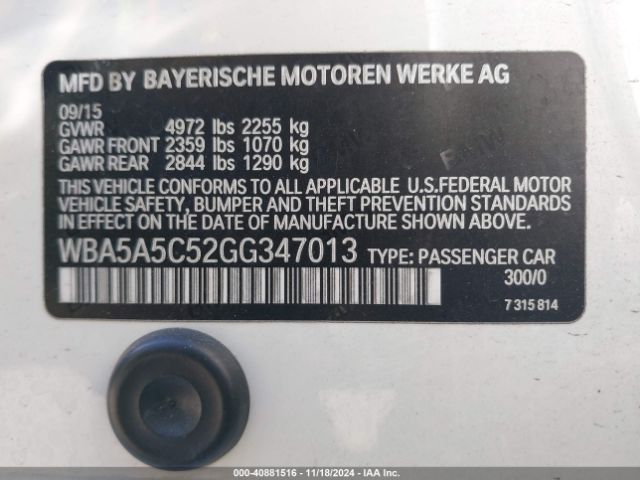 MFD BY BAYERISCHE MOTOREN WERKE AG
09/15
GVWR 4972 lbs 2255 kg
GAWR FRONT 2359 lbs 1070 kg
GAWR REAR 2844 lbs 1290 kg
THIS VEHICLE CONFORMS TO ALL APPLICABLE U.S.FEDERAL MOTOR
VEHICLE SAFETY, BUMPER AND THEFT PREVENTION STANDARDS
IN EFFECT ON THE DATE OF MANUFACTURE SHOWN ABOVE.
WBA5A5C52GG347013 TYPE: PASSENGER CAR
300/0
7 315 814
000-40881516 | 11/18/2024 - IAA Inc.